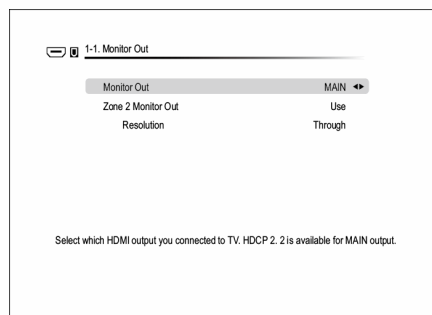 1-1. Monitor Out
Monitor Out MAIN
Zone 2 Monitor Out Use
Resolution Through
Select which HDMI output you connected to TV. HDCP 2. 2 is available for MAIN output.